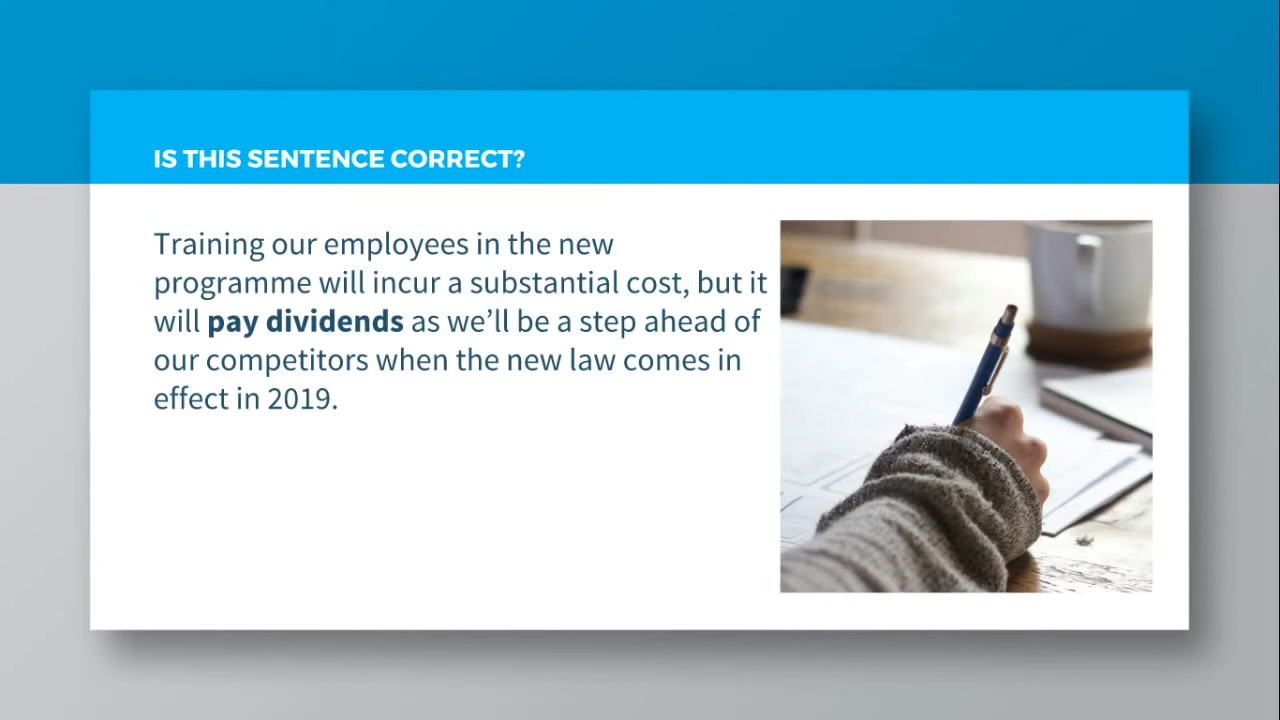 IS THIS SENTENCE CORRECT?
Training our employees in the new
programme will incur a substantial cost, but it
will pay dividends as we’ll be a step ahead of
our competitors when the new law comes in
effect in 2019.